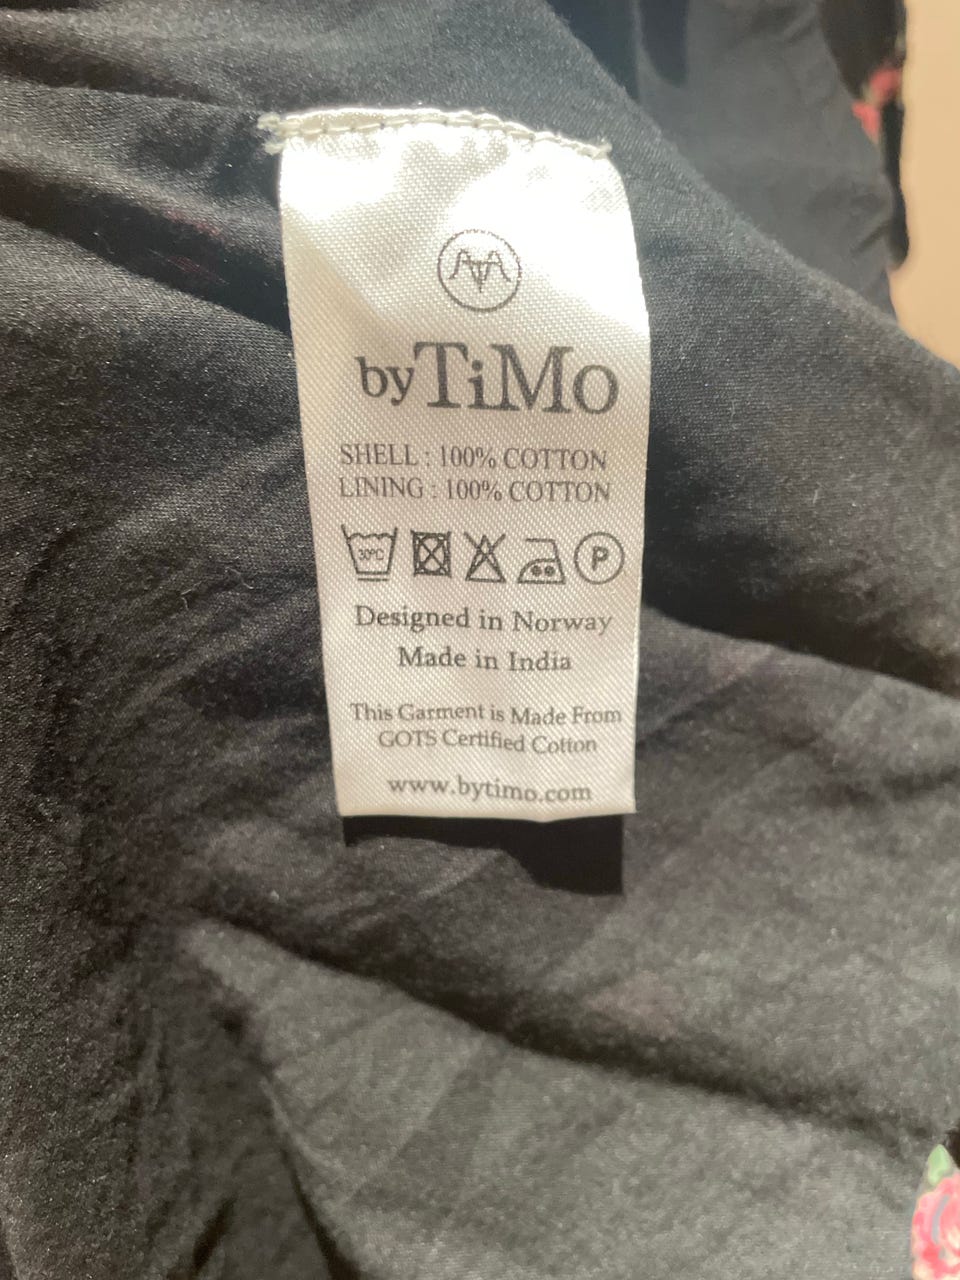 byTiMo
SHELL : 100% COTTON
LINING : 100% COTTON
30°C
P
Designed in Norway
Made in India
This Garment is Made From
GOTS Certified Cotton
www.bytimo.com